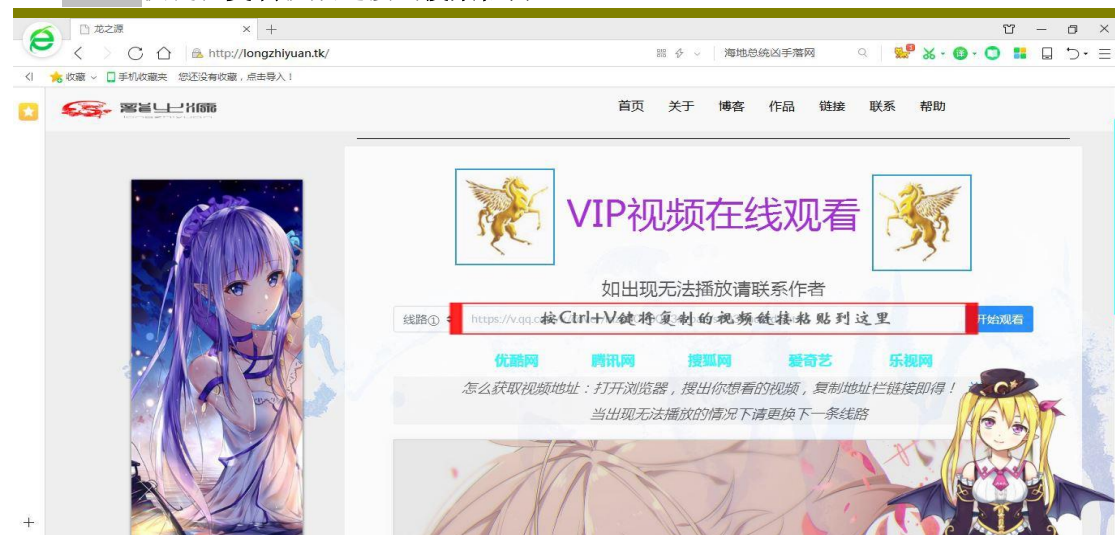 龙之源
http://longzhiyuan.tk/
海地总统凶手落网
收藏 手机收藏夹 您还没有收藏，点击导入！
首页 关于 博客 作品 链接 联系 帮助
VIP视频在线观看
如出现无法播放请联系作者
线路① https://v.qq.c 按Ctrl+V键将复制的视频链接粘贴到这里 开始观看
优酷网 腾讯网 搜狐网 爱奇艺 乐视网
怎么获取视频地址：打开浏览器，搜出你想看的视频，复制地址栏链接即得！
当出现无法播放的情况下请更换下一条线路